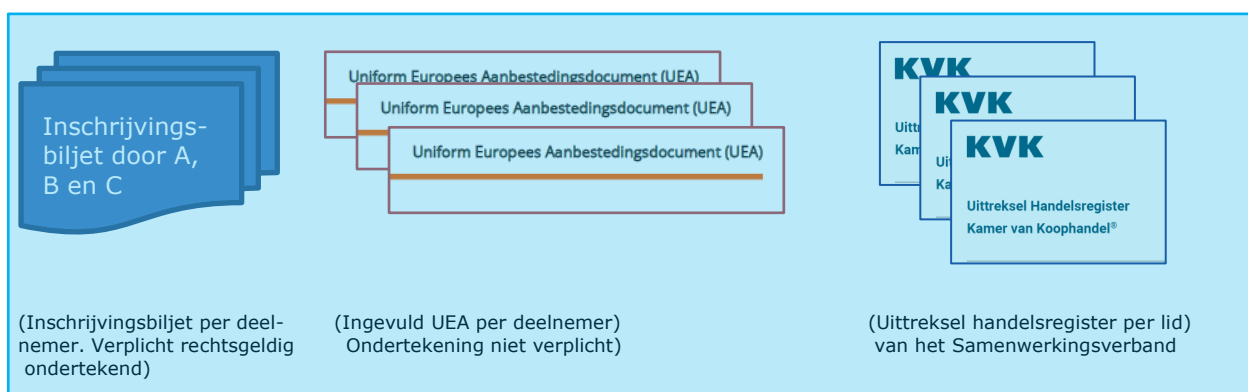 Inschrijvings-
biljet door A,
B en C
Uniform Europees Aanbestedingsdocument (UEA)
Uniform Europees Aanbestedingsdocument (UEA)
Uniform Europees Aanbestedingsdocument (UEA)
KVK
KVK
KVK
Uittreksel Handelsregister
Kamer van Koophandel®
(Inschrijvingsbiljet per deel-
nemer. Verplicht rechtsgeldig
ondertekend)
(Ingevuld UEA per deelnemer)
Ondertekening niet verplicht)
(Uittreksel handelsregister per lid)
van het Samenwerkingsverband